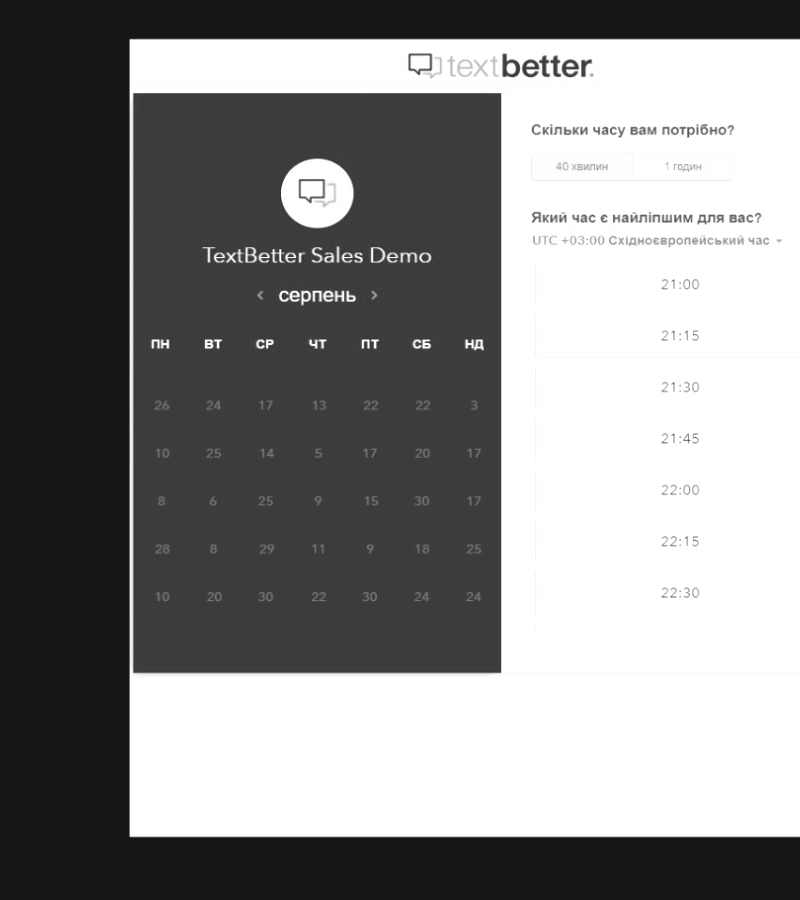 textbetter.
TextBetter Sales Demo
‹ серпень ›
ПН ВТ СР ЧТ ПТ СБ НД
26 24 17 13 22 22 3
10 25 14 5 17 20 17
8 6 25 9 15 30 17
28 8 29 11 9 18 25
10 20 30 22 30 24 24
Скільки часу вам потрібно?
40 хвилин 1 годин
Який час є найліпшим для вас?
UTC +03:00 Східноєвропейський час
21:00
21:15
21:30
21:45
22:00
22:15
22:30